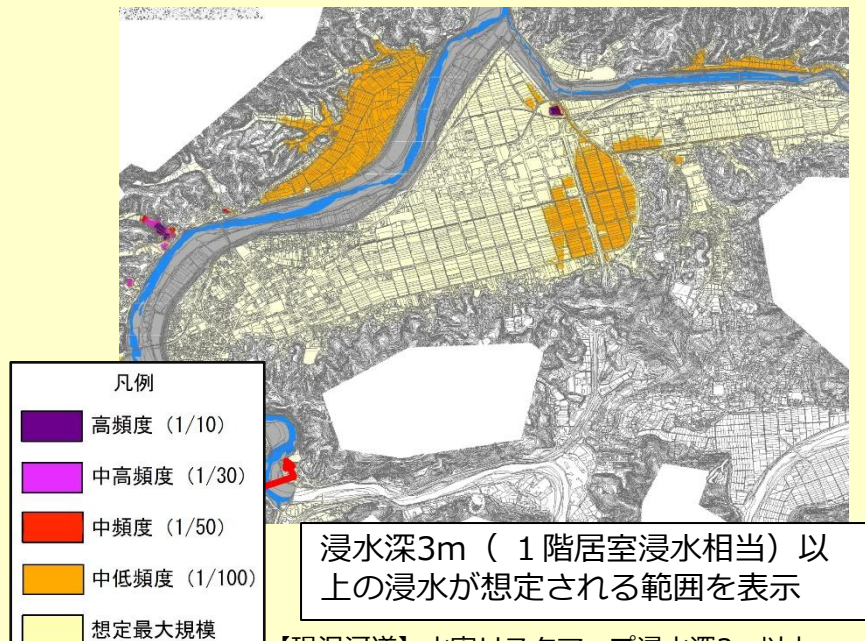 凡例
高頻度（1/10）
中高頻度（1/30）
中頻度（1/50）
中低頻度（1/100）
想定最大規模
浸水深3m（ １階居室浸水相当）以
上の浸水が想定される範囲を表示